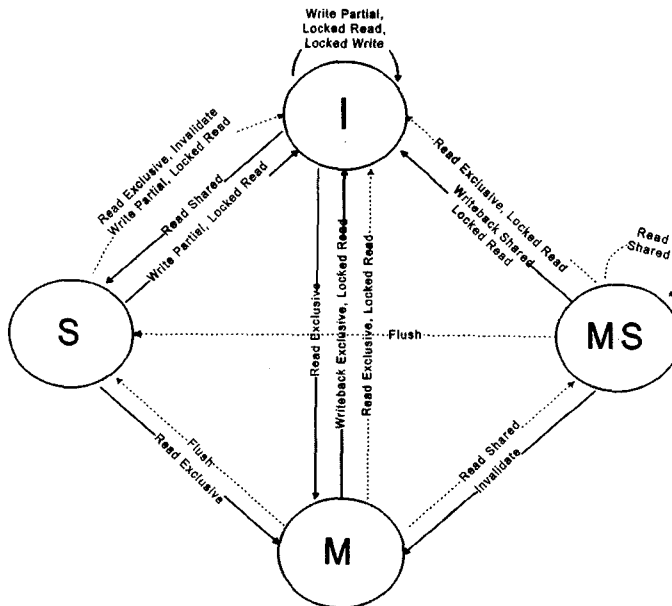 Write Partial,
Locked Read,
Locked Write
I
Read Exclusive, Invalidate
Write Partial, Locked Read
Read Shared
Write Partial, Locked Read
Read Exclusive, Locked Read
Writeback Shared
Locked Read
Read
Shared
S
MS
Flush
Read Exclusive
Writeback Exclusive, Locked Read
Read Exclusive, Locked Read
Flush
Read Exclusive
Read Shared
Invalidate
M